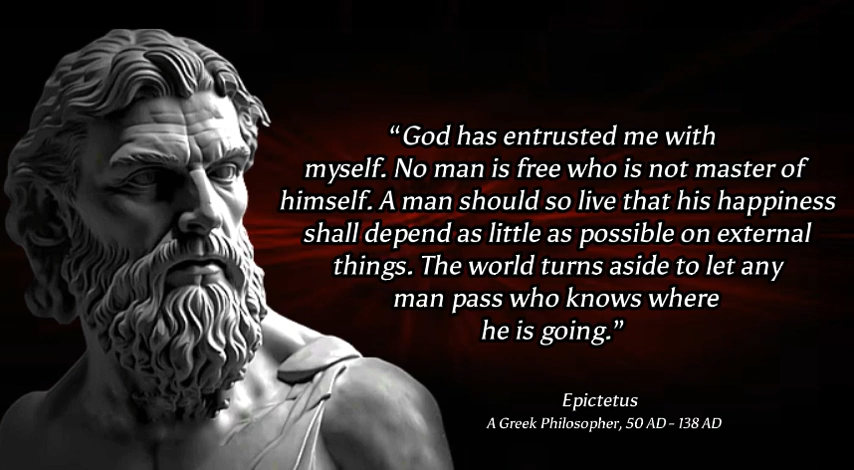 “God has entrusted me with
myself. No man is free who is not master of
himself. A man should so live that his happiness
shall depend as little as possible on external
things. The world turns aside to let any
man pass who knows where
he is going.”
Epictetus
A Greek Philosopher, 50 AD - 138 AD